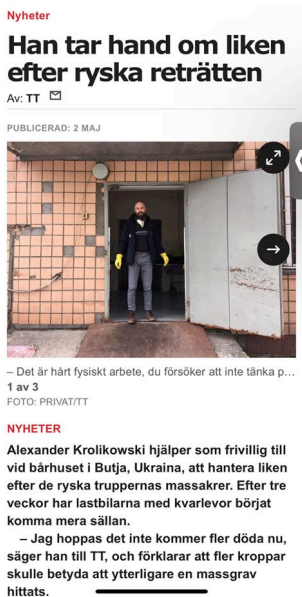 Nyheter
Han tar hand om liken
efter ryska reträtten
Av: TT
PUBLICERAD: 2 MAJ
– Det är hårt fysiskt arbete, du försöker att inte tänka p…
1 av 3
FOTO: PRIVAT/TT
NYHETER
Alexander Krolikowski hjälper som frivillig till
vid bårhuset i Butja, Ukraina, att hantera liken
efter de ryska truppernas massakrer. Efter tre
veckor har lastbilarna med kvarlevor börjat
komma mera sällan.
– Jag hoppas det inte kommer fler döda nu,
säger han till TT, och förklarar att fler kroppar
skulle betyda att ytterligare en massgrav
hittats.